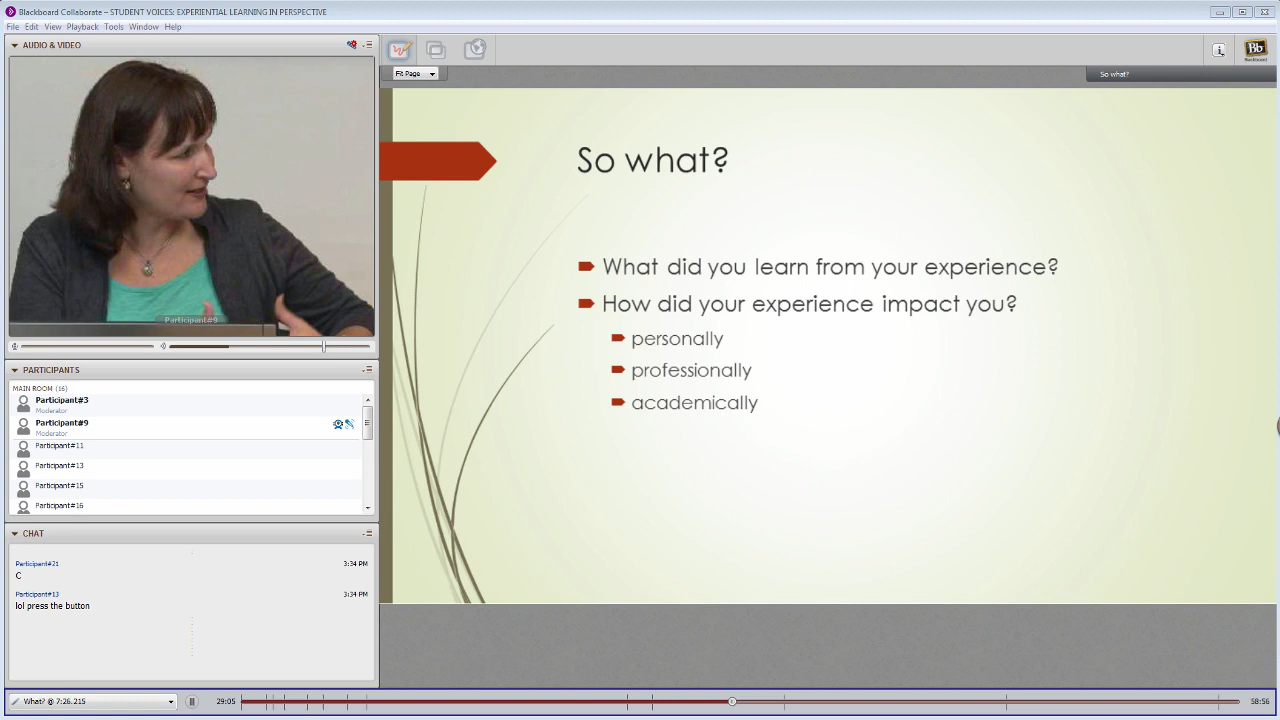 Blackboard Collaborate – STUDENT VOICES: EXPERIENTIAL LEARNING IN PERSPECTIVE
File Edit View Playback Tools Window Help
AUDIO & VIDEO
Participant#9
PARTICIPANTS
MAIN ROOM (16)
Participant#3
Moderator
Participant#9
Moderator
Participant#11
Participant#13
Participant#15
Participant#16
CHAT
Participant#21 3:34 PM
C
Participant#13 3:34 PM
lol press the button
Fit Page
So what?
Bb
Blackboard
So what?
What did you learn from your experience?
How did your experience impact you?
personally
professionally
academically
What? @ 7:26.215
29:05
58:56